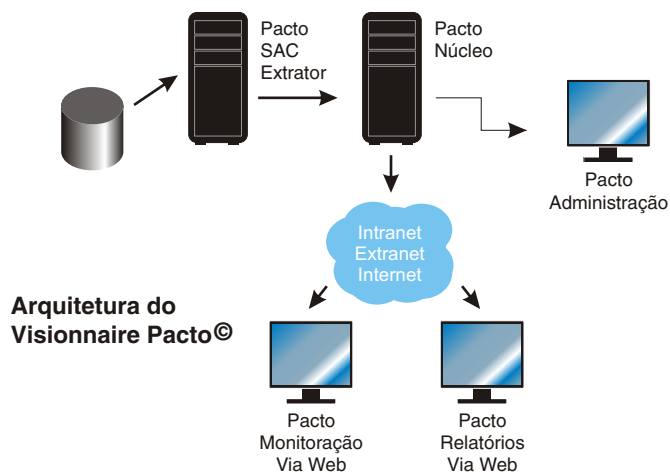 Pacto
SAC
Extrator
Pacto
Núcleo
Pacto
Administração
Intranet
Extranet
Internet
Arquitetura do
Visionnaire Pacto©
Pacto
Monitoração
Via Web
Pacto
Relatórios
Via Web